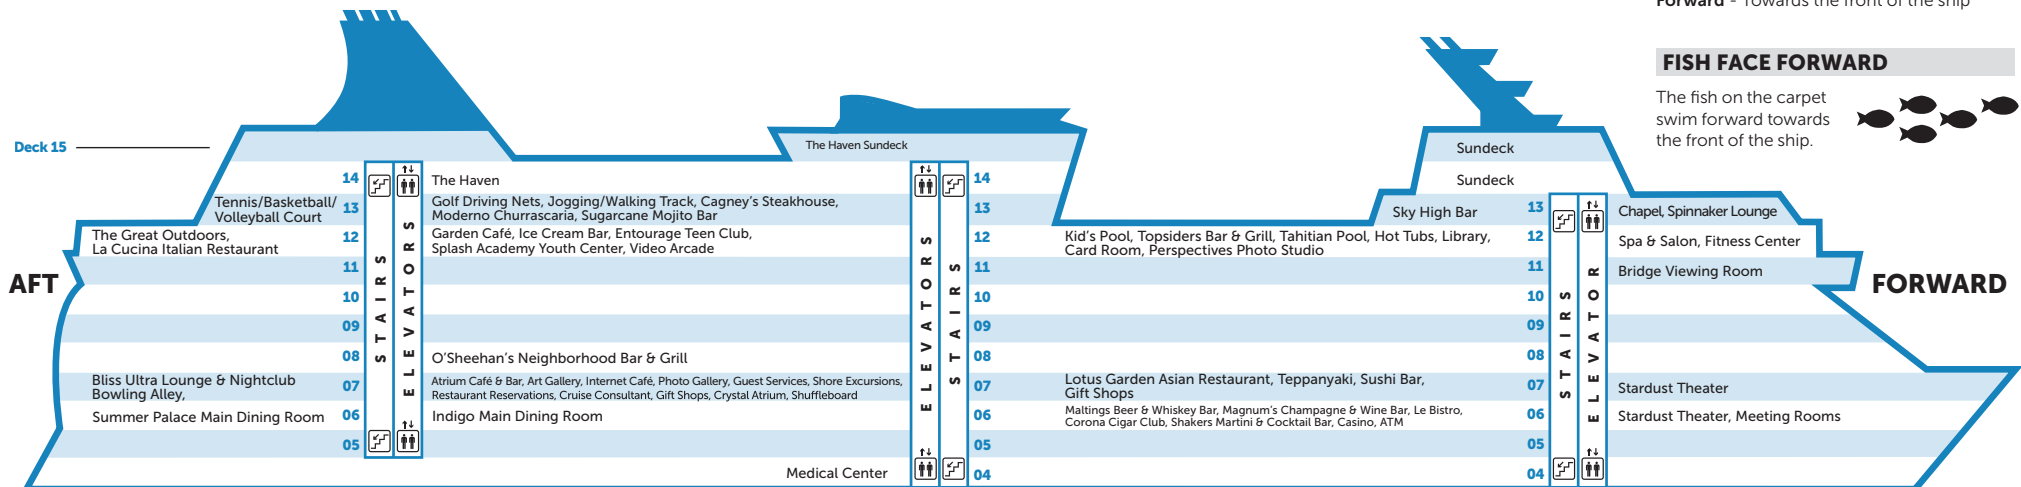 Forward - Towards the front of the ship
FISH FACE FORWARD
The fish on the carpet
swim forward towards
the front of the ship.
Deck 15
The Haven Sundeck
Sundeck
14
The Haven
14
Sundeck
Tennis/Basketball/
Volleyball Court
13
Golf Driving Nets, Jogging/Walking Track, Cagney's Steakhouse,
Moderno Churrascaria, Sugarcane Mojito Bar
13
Sky High Bar
13
Chapel, Spinnaker Lounge
The Great Outdoors,
La Cucina Italian Restaurant
12
Garden Café, Ice Cream Bar, Entourage Teen Club,
Splash Academy Youth Center, Video Arcade
12
Kid's Pool, Topsiders Bar & Grill, Tahitian Pool, Hot Tubs, Library,
Card Room, Perspectives Photo Studio
12
Spa & Salon, Fitness Center
11
11
11
Bridge Viewing Room
AFT
FORWARD
10
10
10
09
09
09
08
O'Sheehan's Neighborhood Bar & Grill
08
08
Bliss Ultra Lounge & Nightclub
Bowling Alley,
07
Atrium Café & Bar, Art Gallery, Internet Café, Photo Gallery, Guest Services, Shore Excursions,
Restaurant Reservations, Cruise Consultant, Gift Shops, Crystal Atrium, Shuffleboard
07
Lotus Garden Asian Restaurant, Teppanyaki, Sushi Bar,
Gift Shops
07
Stardust Theater
Summer Palace Main Dining Room
06
Indigo Main Dining Room
06
Maltings Beer & Whiskey Bar, Magnum's Champagne & Wine Bar, Le Bistro,
Corona Cigar Club, Shakers Martini & Cocktail Bar, Casino, ATM
06
Stardust Theater, Meeting Rooms
05
05
05
Medical Center
04
04
STAIRS
ELEVATORS
ELEVATORS
STAIRS
STAIRS
ELEVATOR